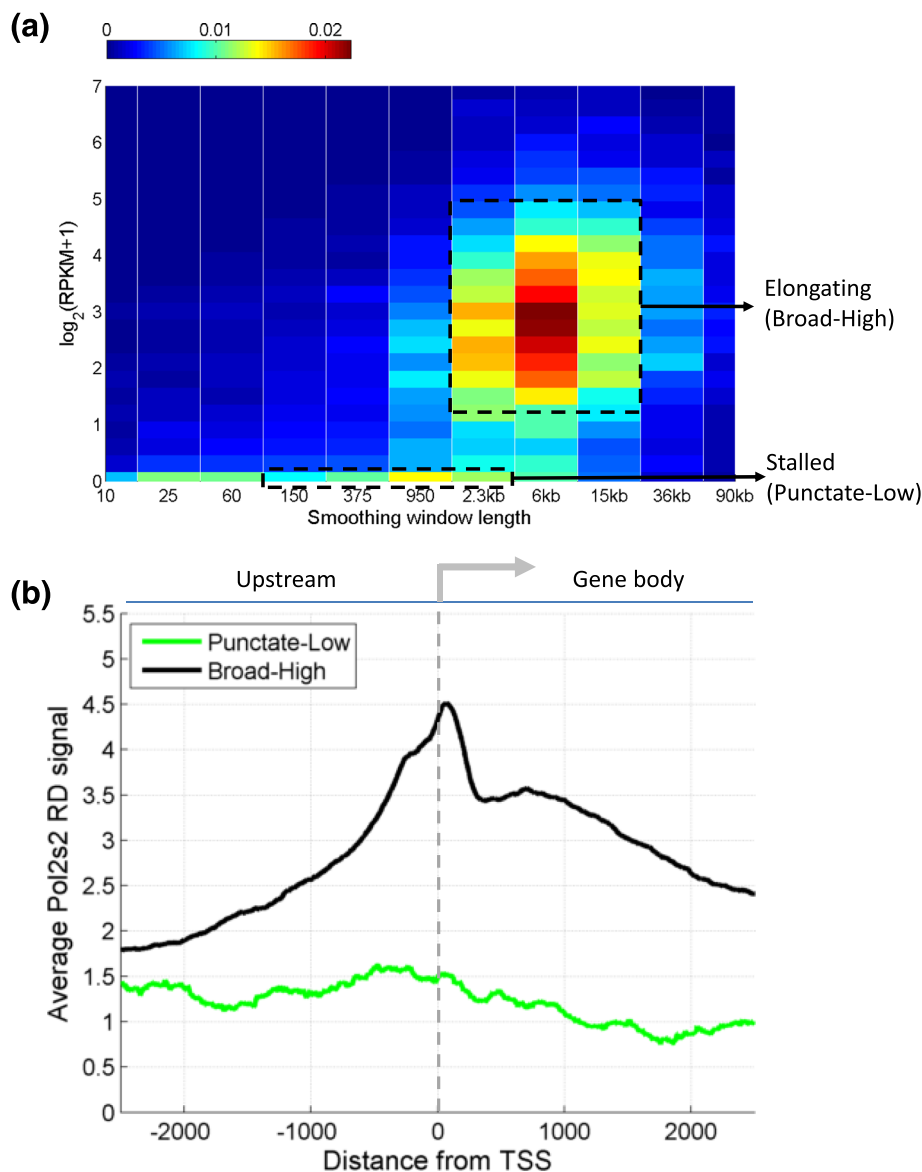 (a)
0 0.01 0.02
log2(RPKM+1)
7
6
5
4
3
2
1
0
Elongating
(Broad-High)
Stalled
(Punctate-Low)
10 25 60 150 375 950 2.3kb 6kb 15kb 36kb 90kb
Smoothing window length
(b)
Upstream Gene body
Punctate-Low
Broad-High
Average Pol2s2 RD signal
5.5
5
4.5
4
3.5
3
2.5
2
1.5
1
0.5
0
-2000 -1000 0 1000 2000
Distance from TSS